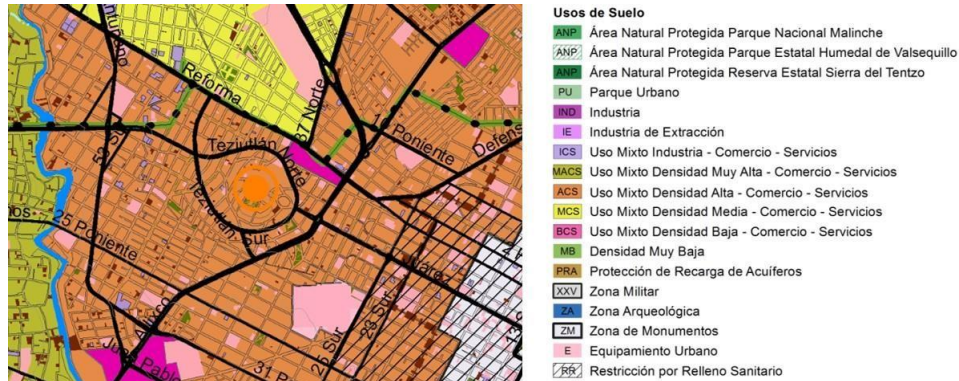 Reforma
37 Norte
Teziutlán Norte
Poniente
Defens
Teziutlán Sur
25 Poniente
Juárez
25 Sur
Usos de Suelo
ANP Área Natural Protegida Parque Nacional Malinche
ANP Área Natural Protegida Parque Estatal Humedal de Valsequillo
ANP Área Natural Protegida Reserva Estatal Sierra del Tentzo
PU Parque Urbano
IND Industria
IE Industria de Extracción
ICS Uso Mixto Industria - Comercio - Servicios
MACS Uso Mixto Densidad Muy Alta - Comercio - Servicios
ACS Uso Mixto Densidad Alta - Comercio - Servicios
MCS Uso Mixto Densidad Media - Comercio - Servicios
BCS Uso Mixto Densidad Baja - Comercio - Servicios
MB Densidad Muy Baja
PRA Protección de Recarga de Acuíferos
XXV Zona Militar
ZA Zona Arqueológica
ZM Zona de Monumentos
E Equipamiento Urbano
RR Restricción por Relleno Sanitario